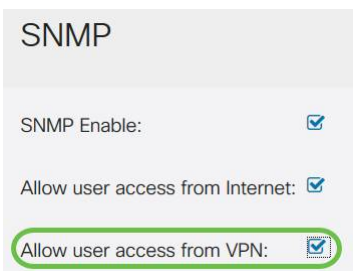 SNMP
SNMP Enable:
Allow user access from Internet:
Allow user access from VPN: